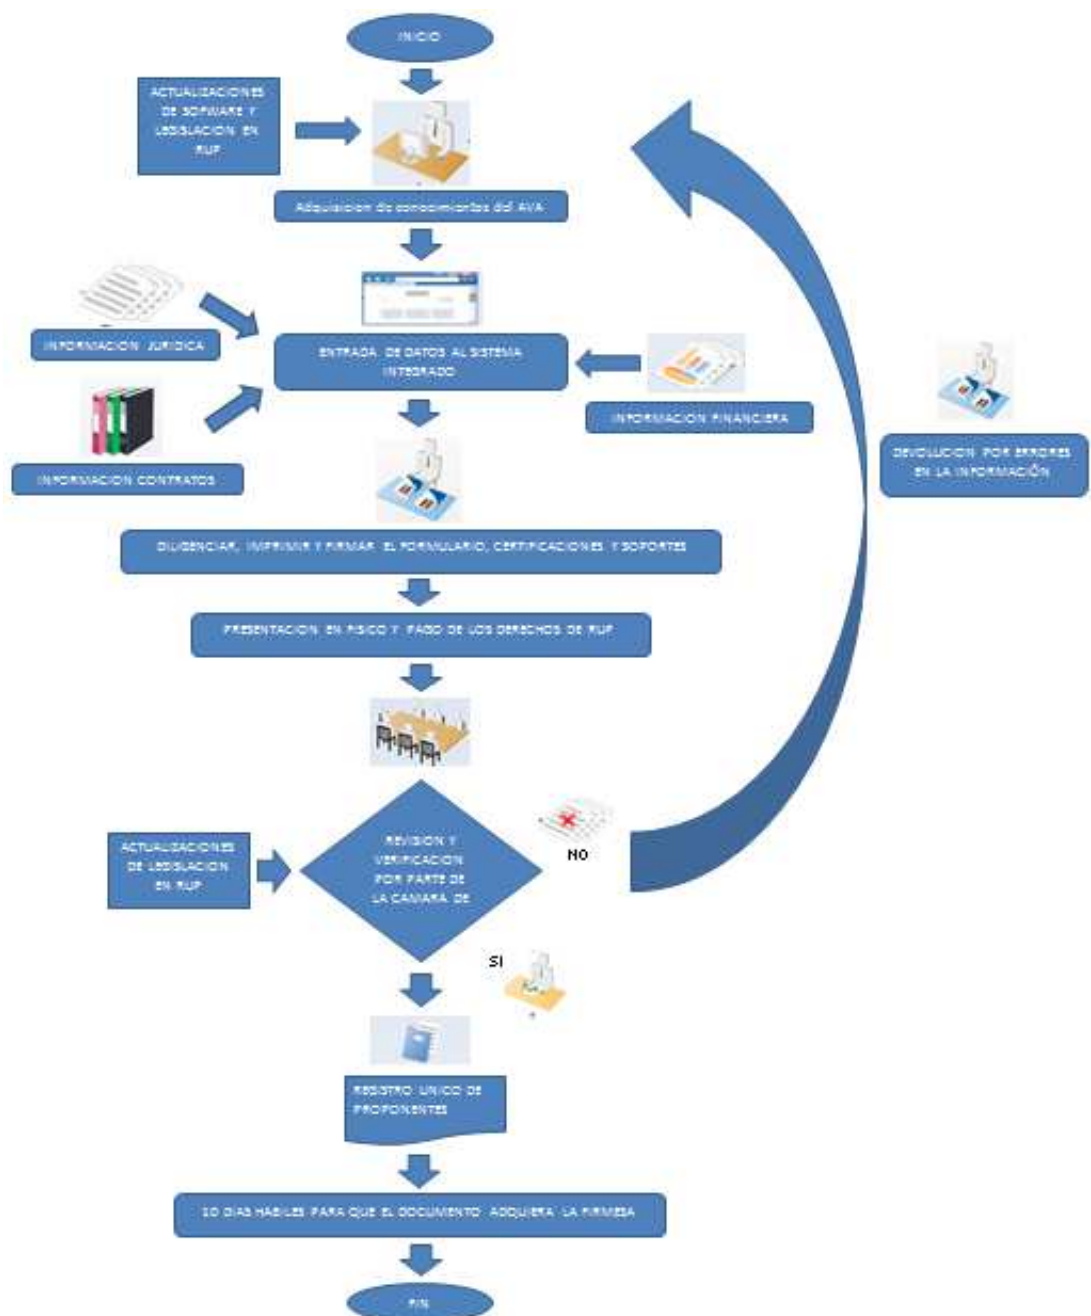 INICIO
ACTUALIZACIONES
DE SOFWARE Y
LEGISLACION EN
RUP
Adquisicion de conocimientos del AVA
INFORMACION JURIDICA
ENTRADA DE DATOS AL SISTEMA
INTEGRADO
INFORMACION FINANCIERA
INFORMACION CONTRATOS
DEVOLUCION POR ERRORES
EN LA INFORMACIÓN
DILIGENCIAR, IMPRIMIR Y FIRMAR EL FORMULARIO, CERTIFICACIONES Y SOPORTES
PRESENTACION EN FISICO Y PAGO DE LOS DERECHOS DE RUP
REVISION Y
VERIFICACION
POR PARTE DE
LA CAMARA DE
NO
ACTUALIZACIONES
DE LEGISLACION
EN RUP
SI
REGISTRO UNICO DE
PROPONENTES
10 DIAS HABILES PARA QUE EL DOCUMENTO ADQUIERA LA FIRMESA
FIN